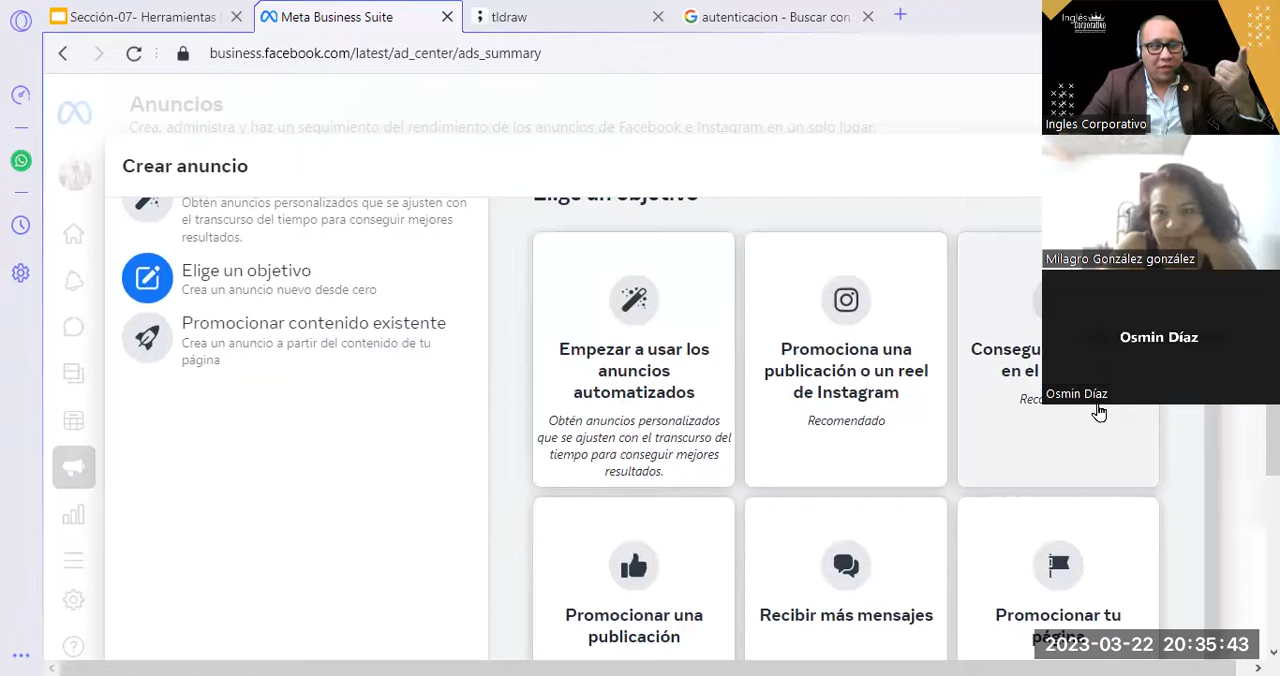 Sección-07- Herramientas
Meta Business Suite
tldraw
autenticacion - Buscar con
business.facebook.com/latest/ad_center/ads_summary
Anuncios
Crea, administra y haz un seguimiento del rendimiento de los anuncios de Facebook e Instagram en un solo lugar.
Crear anuncio
Obtén anuncios personalizados que se ajusten con
el transcurso del tiempo para conseguir mejores
resultados.
Elige un objetivo
Crea un anuncio nuevo desde cero
Promocionar contenido existente
Crea un anuncio a partir del contenido de tu
página
Elige un objetivo
Empezar a usar los
anuncios
automatizados
Obtén anuncios personalizados
que se ajusten con el transcurso del
tiempo para conseguir mejores
resultados.
Promociona una
publicación o un reel
de Instagram
Recomendado
Consegu
en el
Reco
Promocionar una
publicación
Recibir más mensajes
Promocionar tu
página
Inglés
Corporativo
Ingles Corporativo
Milagro González gonzález
Osmin Díaz
Osmin Díaz
2023-03-22 20:35:43